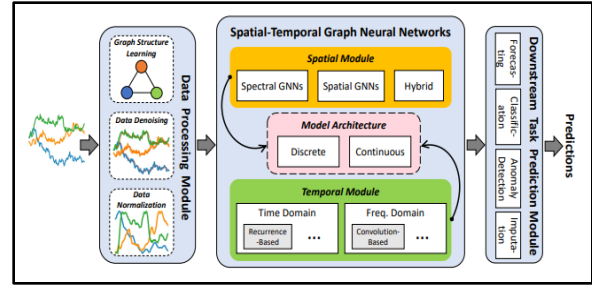 Graph Structure
Learning
Data Denoising
Data
Normalization
Data Processing Module
Spatial-Temporal Graph Neural Networks
Spatial Module
Spectral GNNs
Spatial GNNs
Hybrid
Model Architecture
Discrete
Continuous
Temporal Module
Time Domain
Recurrence
-Based
...
Freq. Domain
Convolution-
Based
...
Forecas-
ting
Classific-
ation
Anomaly
Detection
Imputa-
tion
Downstream Task Prediction Module
Predictions